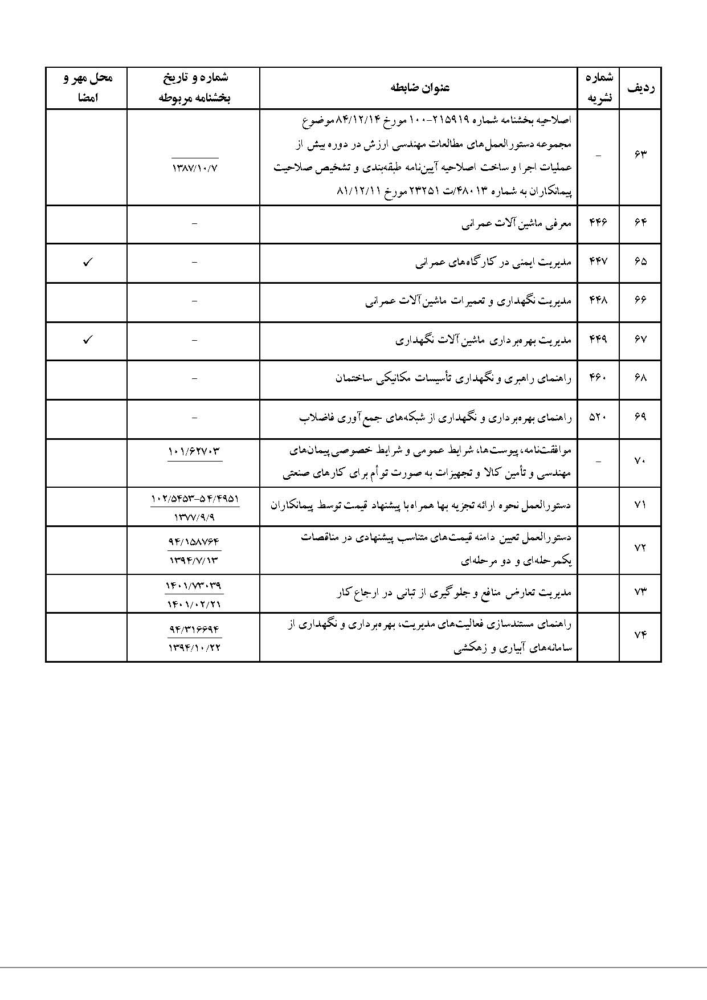 ردیف
شماره
نشریه
عنوان ضابطه
شماره و تاریخ
بخشنامه مربوطه
محل مهر و
امضا
۶۳
–
اصلاحیه بخشنامه شماره ۲۱۵۹۱۹-۱۰۰ مورخ ۸۴/۱۲/۱۴ موضوع
مجموعه دستورالعمل‌های مطالعات مهندسی ارزش در دوره پیش از
عملیات اجرا و ساخت اصلاحیه آیین‌نامه طبقه‌بندی و تشخیص صلاحیت
پیمانکاران به شماره ۴۸۰۱۳/ت ۲۳۲۵۱ مورخ ۸۱/۱۲/۱۱
۱۳۸۷/۱۰/۷
۶۴
۴۴۶
معرفی ماشین‌آلات عمرانی
–
۶۵
۴۴۷
مدیریت ایمنی در کارگاه‌های عمرانی
–
✓
۶۶
۴۴۸
مدیریت نگهداری و تعمیرات ماشین‌آلات عمرانی
–
۶۷
۴۴۹
مدیریت بهره‌برداری ماشین‌آلات نگهداری
–
✓
۶۸
۴۶۰
راهنمای راهبری و نگهداری تأسیسات مکانیکی ساختمان
–
۶۹
۵۲۰
راهنمای بهره‌برداری و نگهداری از شبکه‌های جمع‌آوری فاضلاب
–
۷۰
–
موافقت‌نامه، پیوست‌ها، شرایط عمومی و شرایط خصوصی پیمان‌های
مهندسی و تأمین کالا و تجهیزات به صورت توأم برای کارهای صنعتی
۱۰۱/۶۲۷۰۳
۷۱
دستورالعمل نحوه ارائه تجزیه بها همراه با پیشنهاد قیمت توسط پیمانکاران
۱۰۲/۵۴۵۳-۵۴/۴۹۵۱
۱۳۷۷/۹/۹
۷۲
دستورالعمل تعیین دامنه قیمت‌های متناسب پیشنهادی در مناقصات
یکمرحله‌ای و دو مرحله‌ای
۹۴/۱۵۸۷۶۴
۱۳۹۴/۷/۱۳
۷۳
مدیریت تعارض منافع و جلوگیری از تبانی در ارجاع کار
۱۴۰۱/۷۳۰۳۹
۱۴۰۱/۰۲/۲۱
۷۴
راهنمای مستندسازی فعالیت‌های مدیریت، بهره‌برداری و نگهداری از
سامانه‌های آبیاری و زهکشی
۹۴/۳۱۶۶۹۴
۱۳۹۴/۱۰/۲۲